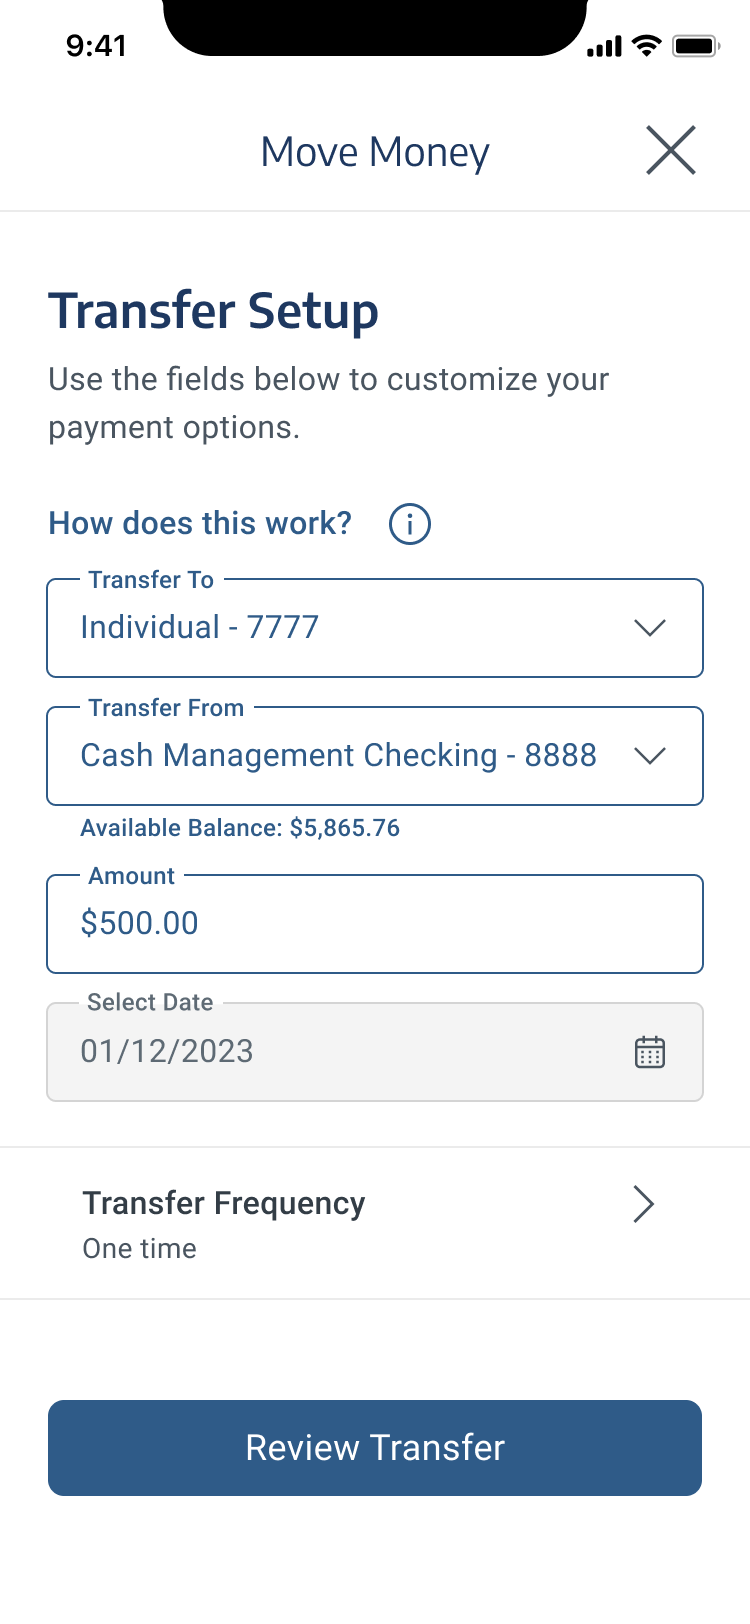 9:41
Move Money
Transfer Setup
Use the fields below to customize your
payment options.
How does this work?
Transfer To
Individual - 7777
Transfer From
Cash Management Checking - 8888
Available Balance: $5,865.76
Amount
$500.00
Select Date
01/12/2023
Transfer Frequency
One time
Review Transfer